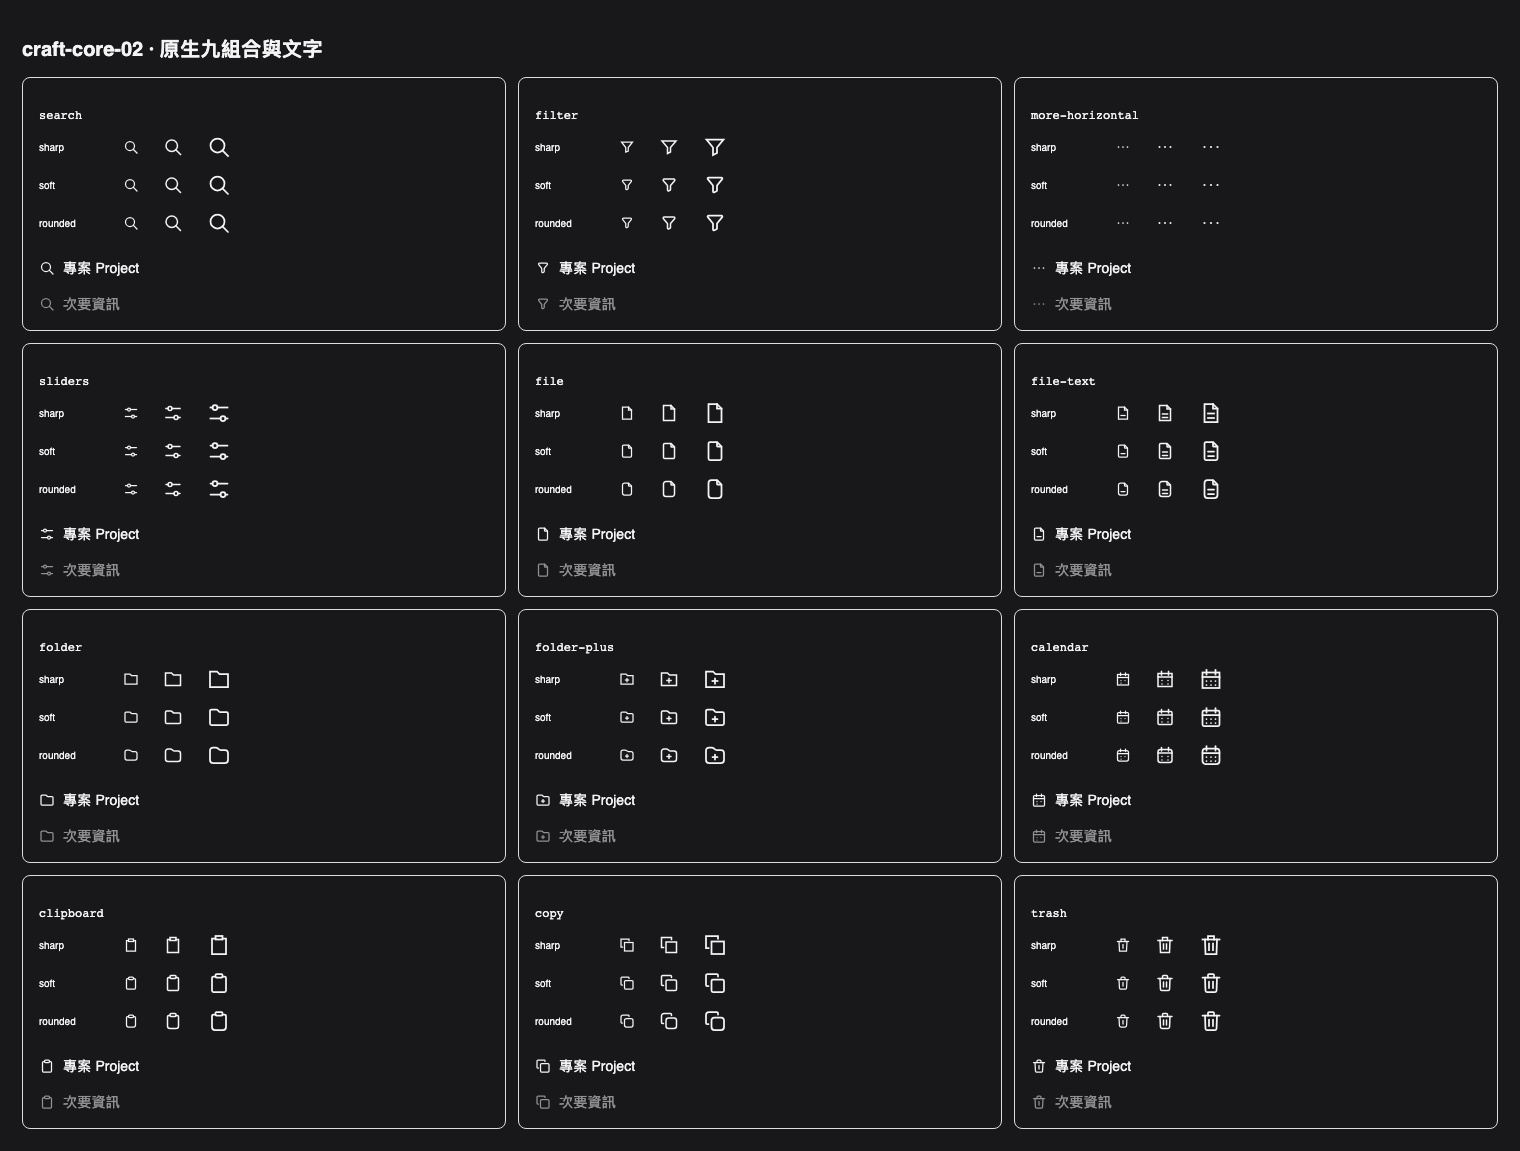 craft-core-02 · 原生九組合與文字
search
sharp
soft
rounded
專案 Project
次要資訊
filter
sharp
soft
rounded
專案 Project
次要資訊
more-horizontal
sharp
soft
rounded
專案 Project
次要資訊
sliders
sharp
soft
rounded
專案 Project
次要資訊
file
sharp
soft
rounded
專案 Project
次要資訊
file-text
sharp
soft
rounded
專案 Project
次要資訊
folder
sharp
soft
rounded
專案 Project
次要資訊
folder-plus
sharp
soft
rounded
專案 Project
次要資訊
calendar
sharp
soft
rounded
專案 Project
次要資訊
clipboard
sharp
soft
rounded
專案 Project
次要資訊
copy
sharp
soft
rounded
專案 Project
次要資訊
trash
sharp
soft
rounded
專案 Project
次要資訊